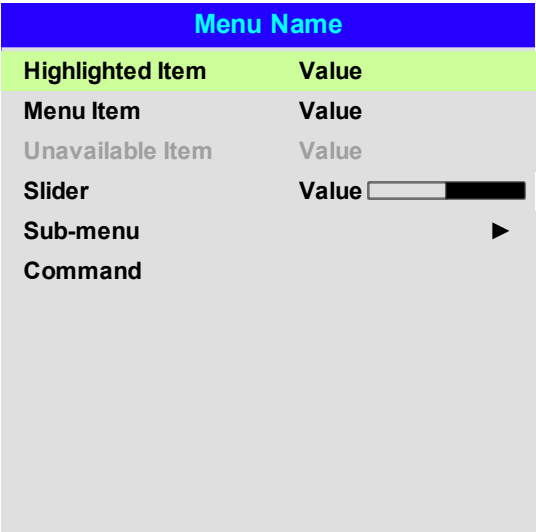 Menu Name
Highlighted Item Value
Menu Item Value
Unavailable Item Value
Slider Value
Sub-menu ►
Command